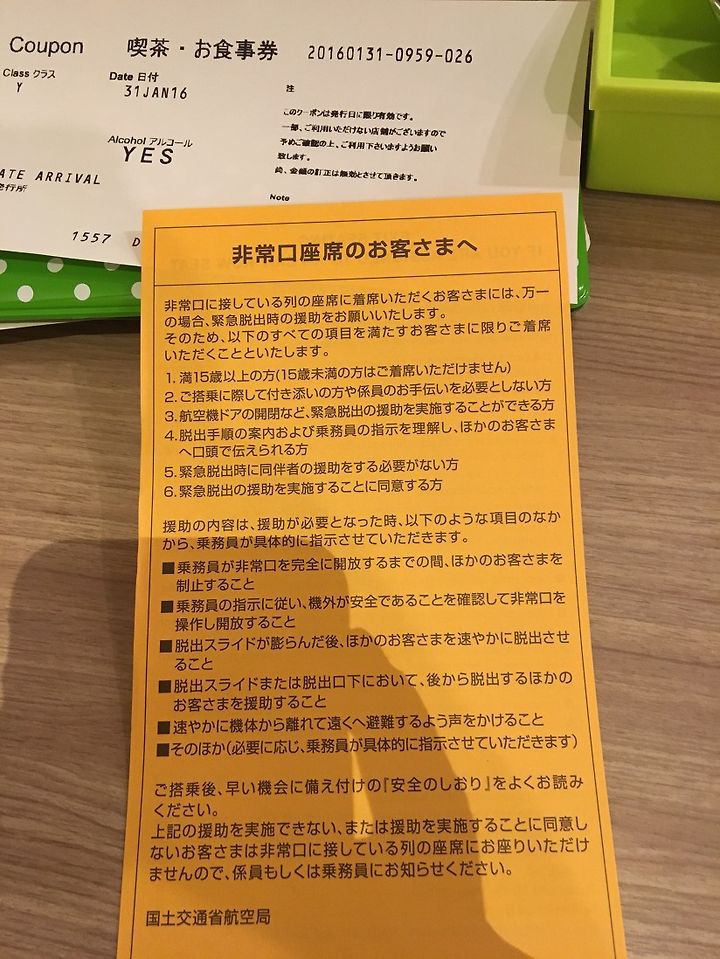 Coupon 喫茶・お食事券 20160131-0959-026
Class クラス
Date 日付
Y
31JAN16
注
このクーポンは発行日に限り有効です。
一部、ご利用いただけない店舗がございますので
予めご確認の上、ご利用下さいますようお願い
致します。
尚、金額の訂正は無効とさせて頂きます。
Alcohol アルコール
YES
ATE ARRIVAL
発行所
Note
1557 D
非常口座席のお客さまへ
非常口に接している列の座席に着席いただくお客さまには、万一
の場合、緊急脱出時の援助をお願いいたします。
そのため、以下のすべての項目を満たすお客さまに限りご着席
いただくことといたします。
1. 満15歳以上の方(15歳未満の方はご着席いただけません)
2. ご搭乗に際して付き添いの方や係員のお手伝いを必要としない方
3. 航空機ドアの開閉など、緊急脱出の援助を実施することができる方
4. 脱出手順の案内および乗務員の指示を理解し、ほかのお客さま
へ口頭で伝えられる方
5. 緊急脱出時に同伴者の援助をする必要がない方
6. 緊急脱出の援助を実施することに同意する方
援助の内容は、援助が必要となった時、以下のような項目のなか
から、乗務員が具体的に指示させていただきます。
■乗務員が非常口を完全に開放するまでの間、ほかのお客さまを
制止すること
■乗務員の指示に従い、機外が安全であることを確認して非常口を
操作し開放すること
■脱出スライドが膨らんだ後、ほかのお客さまを速やかに脱出させ
ること
■脱出スライドまたは脱出口下において、後から脱出するほかの
お客さまを援助すること
■速やかに機体から離れて遠くへ避難するよう声をかけること
■そのほか(必要に応じ、乗務員が具体的に指示させていただきます)
ご搭乗後、早い機会に備え付けの『安全のしおり』をよくお読み
ください。
上記の援助を実施できない、または援助を実施することに同意し
ないお客さまは非常口に接している列の座席にお座りいただけ
ませんので、係員もしくは乗務員にお知らせください。
国土交通省航空局